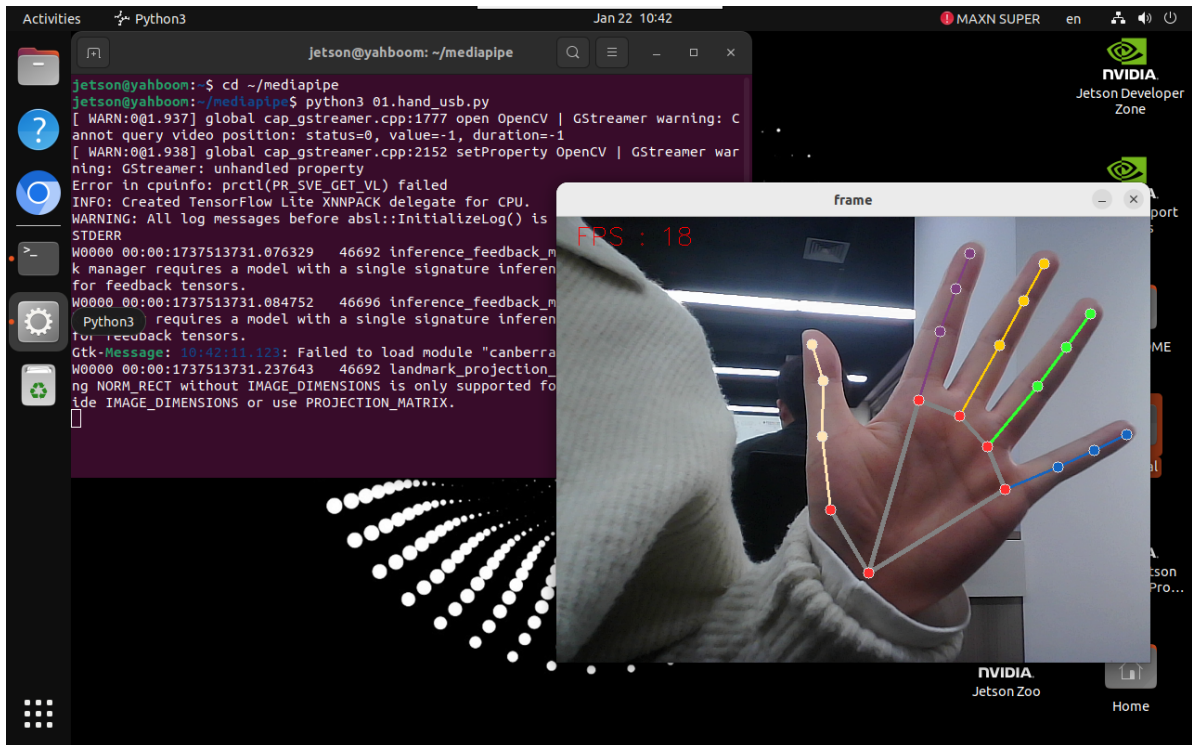 Activities
Python3
Jan 22 10:42
MAXN SUPER
en
jetson@yahboom: ~/mediapipe
jetson@yahboom:~$ cd ~/mediapipe
jetson@yahboom:~/mediapipe$ python3 01.hand_usb.py
[ WARN:0@1.937] global cap_gstreamer.cpp:1777 open OpenCV | GStreamer warning: C
annot query video position: status=0, value=-1, duration=-1
[ WARN:0@1.938] global cap_gstreamer.cpp:2152 setProperty OpenCV | GStreamer war
ning: GStreamer: unhandled property
Error in cpuinfo: prctl(PR_SVE_GET_VL) failed
INFO: Created TensorFlow Lite XNNPACK delegate for CPU.
WARNING: All log messages before absl::InitializeLog() is
STDERR
W0000 00:00:1737513731.076329   46692 inference_feedback_m
k manager requires a model with a single signature inferen
for feedback tensors.
W0000 00:00:1737513731.084752   46696 inference_feedback_m
requires a model with a single signature inferen
for feedback tensors.
Gtk-Message: 10:42:11.123: Failed to load module "canberra
W0000 00:00:1737513731.237643   46692 landmark_projection_
ng NORM_RECT without IMAGE_DIMENSIONS is only supported fo
ide IMAGE_DIMENSIONS or use PROJECTION_MATRIX.
Python3
frame
FPS : 18
NVIDIA.
Jetson Developer
Zone
port
ME
al
tson
Pro...
NVIDIA.
Jetson Zoo
Home